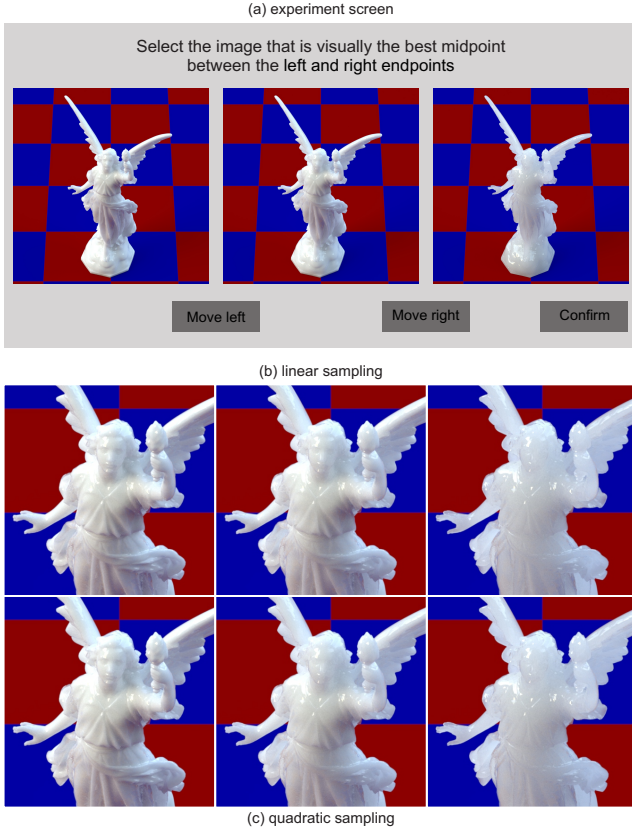 (a) experiment screen
Select the image that is visually the best midpoint
between the left and right endpoints
Move left
Move right
Confirm
(b) linear sampling
(c) quadratic sampling